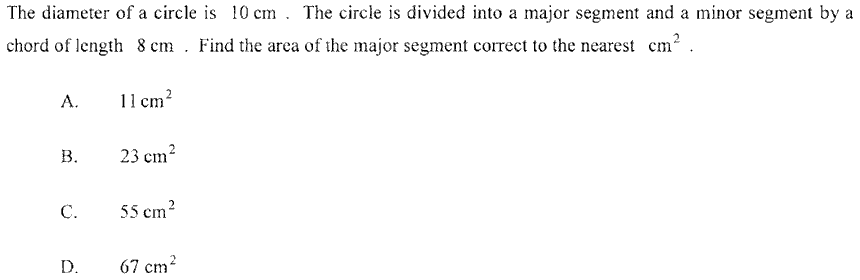 The diameter of a circle is 10 cm . The circle is divided into a major segment and a minor segment by a
chord of length 8 cm . Find the area of the major segment correct to the nearest cm² .
A. 11 cm²
B. 23 cm²
C. 55 cm²
D. 67 cm²